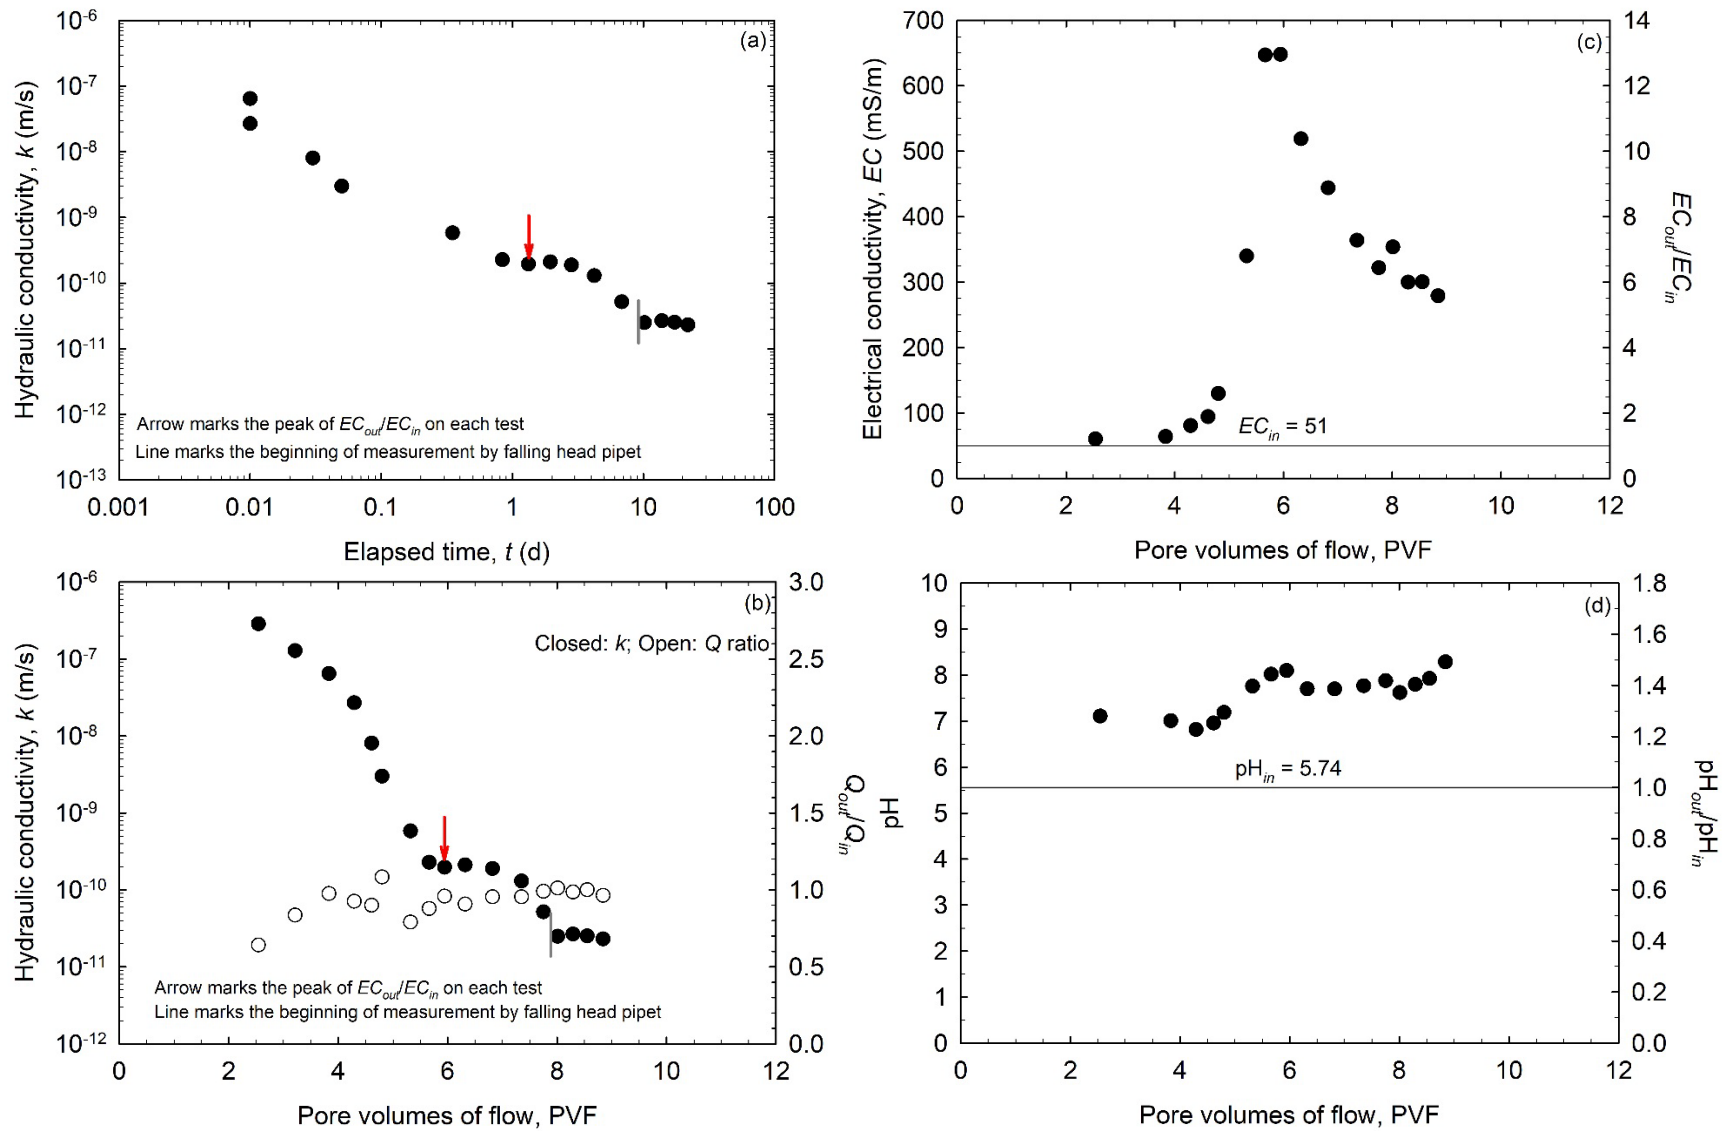 (a)
10-6
10-7
10-8
10-9
10-10
10-11
10-12
10-13
Hydraulic conductivity, k (m/s)
Arrow marks the peak of ECout/ECin on each test
Line marks the beginning of measurement by falling head pipet
0.001 0.01 0.1 1 10 100
Elapsed time, t (d)
(c)
700
600
500
400
300
200
100
0
Electrical conductivity, EC (mS/m)
14
12
10
8
6
4
2
0
ECout/ECin
ECin = 51
0 2 4 6 8 10 12
Pore volumes of flow, PVF
(b)
Closed: k; Open: Q ratio
10-6
10-7
10-8
10-9
10-10
10-11
10-12
Hydraulic conductivity, k (m/s)
3.0
2.5
2.0
1.5
1.0
0.5
0.0
Qout/Qin
Arrow marks the peak of ECout/ECin on each test
Line marks the beginning of measurement by falling head pipet
0 2 4 6 8 10 12
Pore volumes of flow, PVF
(d)
10
9
8
7
6
5
4
3
2
1
0
pH
1.8
1.6
1.4
1.2
1.0
0.8
0.6
0.4
0.2
0.0
pHout/pHin
pHin = 5.74
0 2 4 6 8 10 12
Pore volumes of flow, PVF